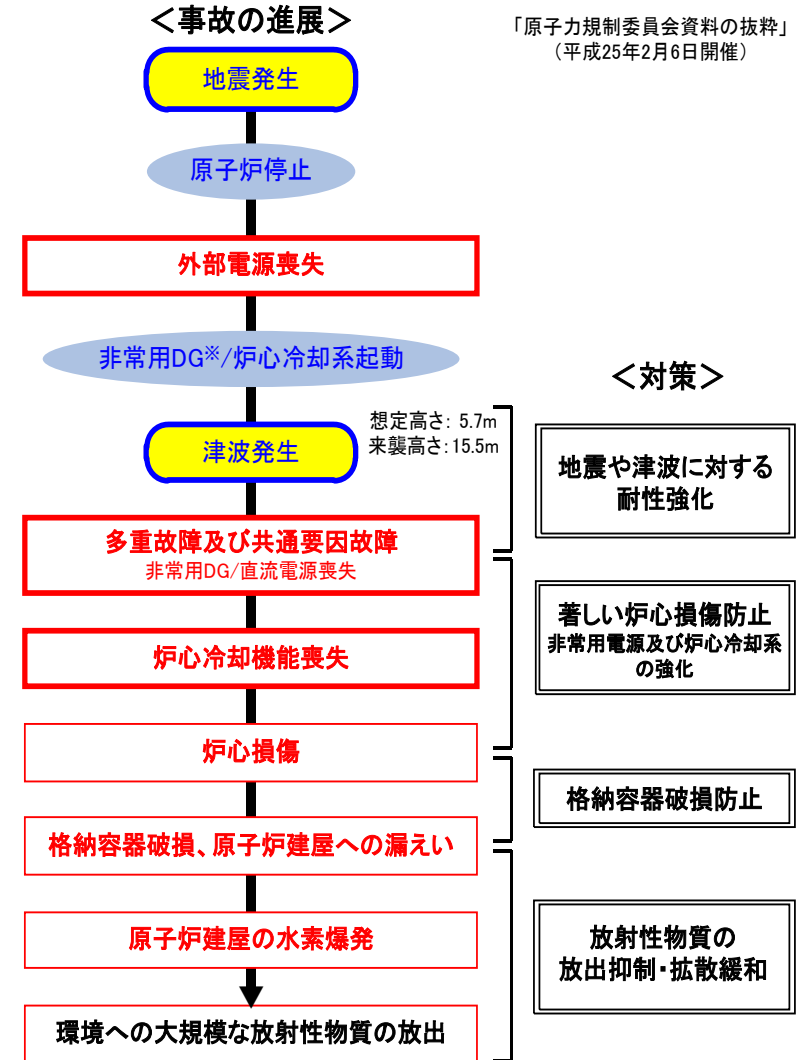 ＜事故の進展＞
「原子力規制委員会資料の抜粋」
（平成25年2月6日開催）
地震発生
原子炉停止
外部電源喪失
非常用DG※/炉心冷却系起動
＜対策＞
想定高さ: 5.7m
来襲高さ:15.5m
津波発生
地震や津波に対する
耐性強化
多重故障及び共通要因故障
非常用DG/直流電源喪失
著しい炉心損傷防止
非常用電源及び炉心冷却系
の強化
炉心冷却機能喪失
炉心損傷
格納容器破損防止
格納容器破損、原子炉建屋への漏えい
原子炉建屋の水素爆発
放射性物質の
放出抑制・拡散緩和
環境への大規模な放射性物質の放出